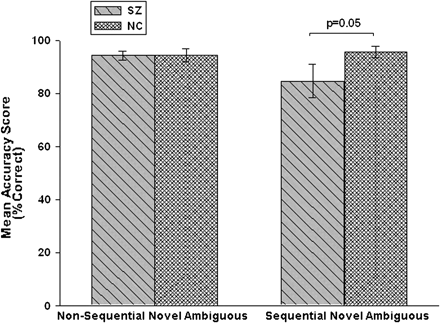 SZ
NC
p=0.05
Mean Accuracy Score
(%Correct)
100
80
60
40
20
0
Non-Sequential Novel Ambiguous
Sequential Novel Ambiguous